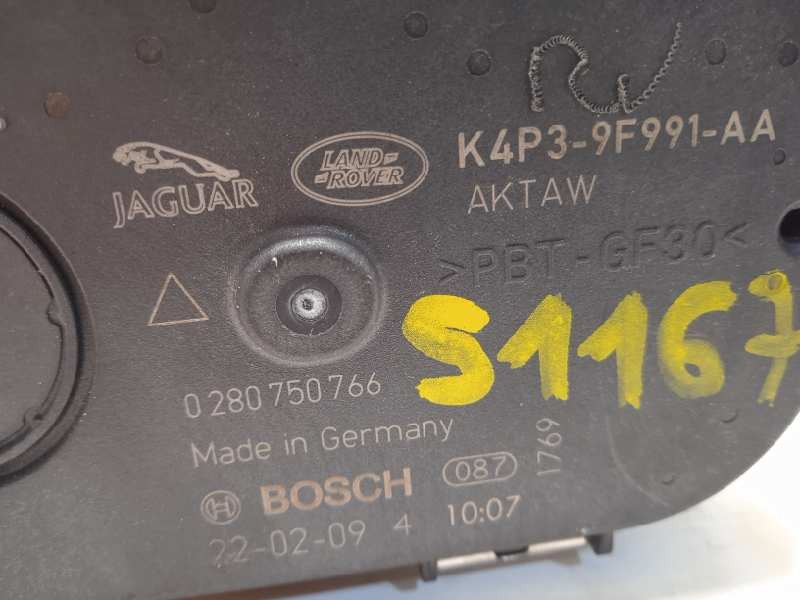 K4P3-9F991-AA
JAGUAR
LAND-
-ROVER
AKTAW
>PBT-GF30<
S1167
0 280 750 766
Made in Germany
BOSCH
087
1769
22-02-09 4 10:07